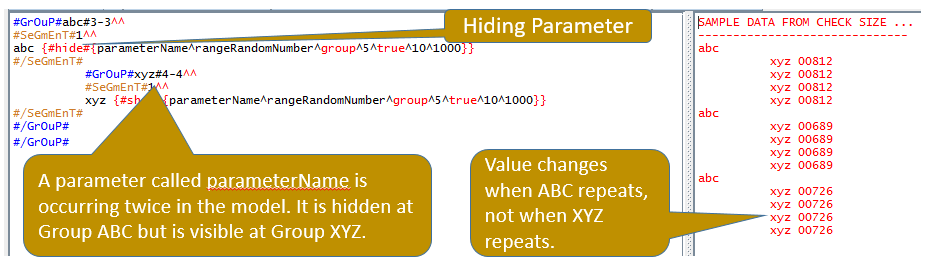 #GrOuP#abc#3-3^^
#SeGmEnT#1^^
abc {#hide#{parameterName^rangeRandomNumber^group^5^true^10^1000}}
#/SeGmEnT#
#GrOuP#xyz#4-4^^
#SeGmEnT#1^^
xyz {#sh {parameterName^rangeRandomNumber^group^5^true^10^1000}}
#/SeGmEnT#
#/GrOuP#
#/GrOuP#
Hiding Parameter
A parameter called parameterName is
occurring twice in the model. It is hidden at
Group ABC but is visible at Group XYZ.
Value changes
when ABC repeats,
not when XYZ
repeats.
SAMPLE DATA FROM CHECK SIZE ...
--------------------------------
abc
xyz 00812
xyz 00812
xyz 00812
xyz 00812
abc
xyz 00689
xyz 00689
xyz 00689
xyz 00689
abc
xyz 00726
xyz 00726
xyz 00726
xyz 00726